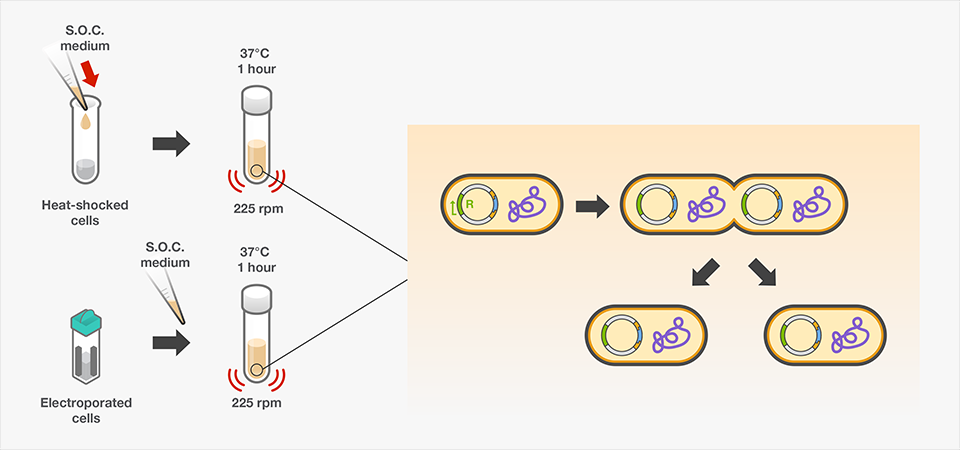 S.O.C.
medium
37°C
1 hour
Heat-shocked
cells
225 rpm
R
S.O.C.
medium
37°C
1 hour
Electroporated
cells
225 rpm